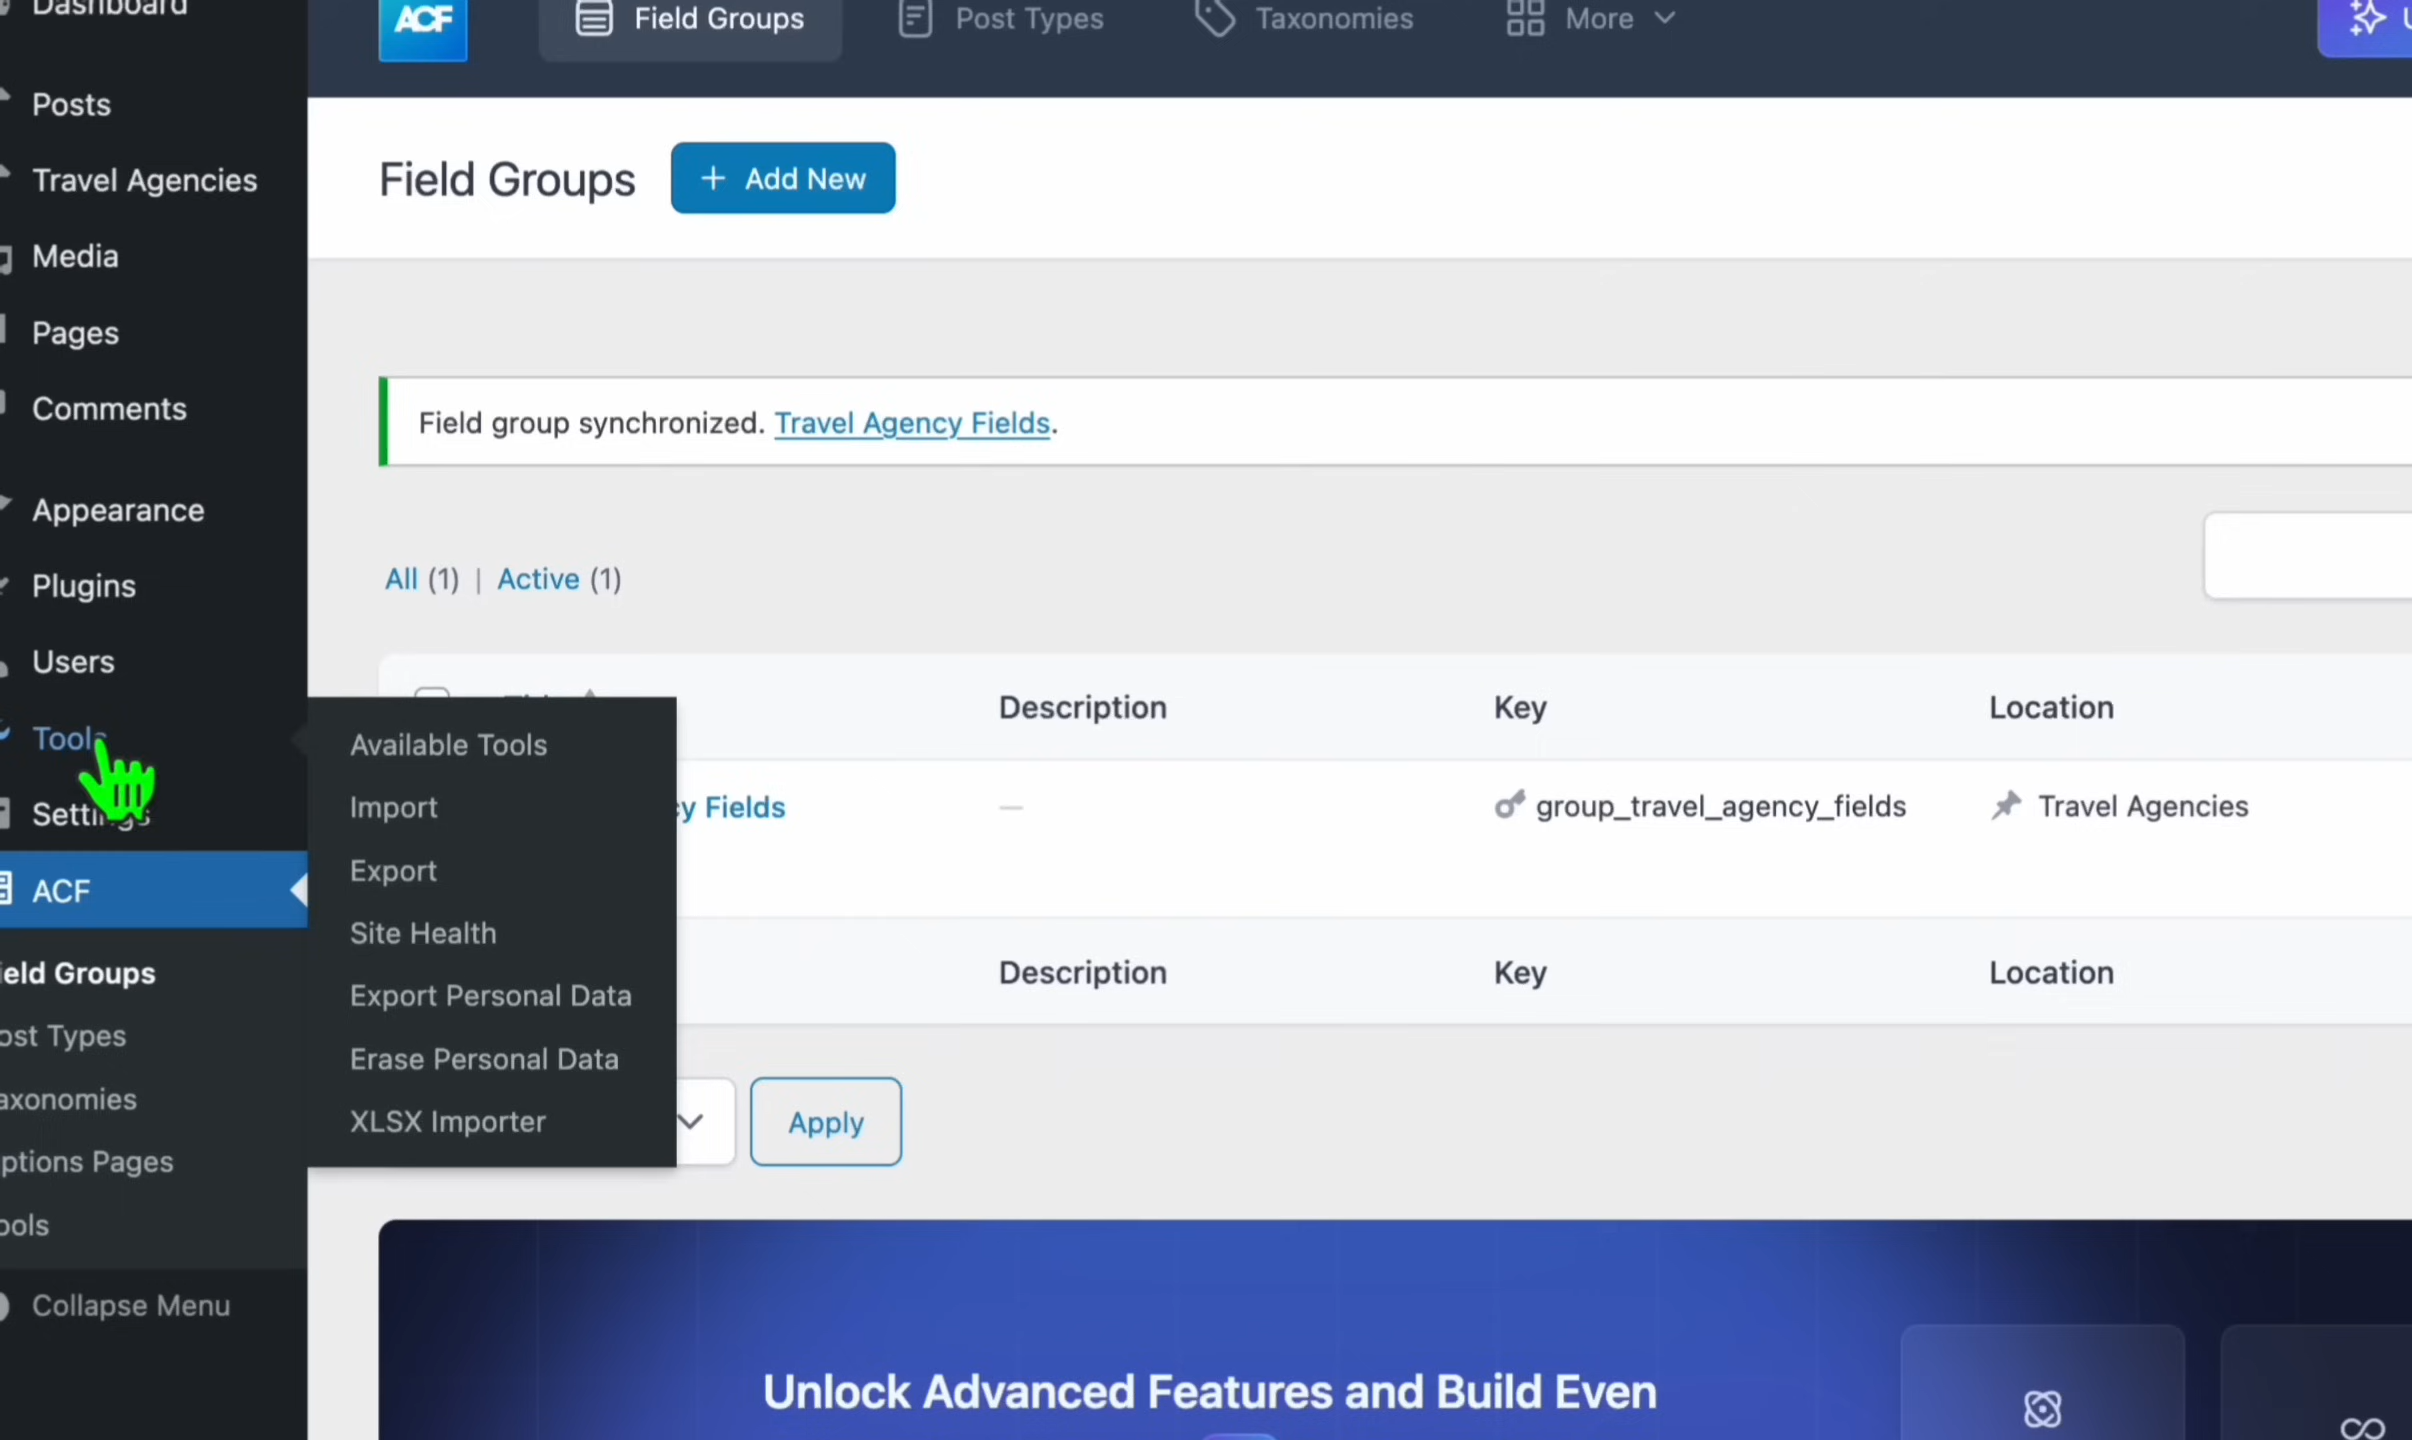 Dashboard
Posts
Travel Agencies
Media
Pages
Comments
Appearance
Plugins
Users
Tools
Settings
ACF
ield Groups
ost Types
axonomies
ptions Pages
ools
Collapse Menu
Available Tools
Import
Export
Site Health
Export Personal Data
Erase Personal Data
XLSX Importer
ACF
Field Groups
Post Types
Taxonomies
More
Field Groups
+ Add New
Field group synchronized. Travel Agency Fields.
All (1) | Active (1)
Description Key Location
y Fields — group_travel_agency_fields Travel Agencies
Description Key Location
Apply
Unlock Advanced Features and Build Even